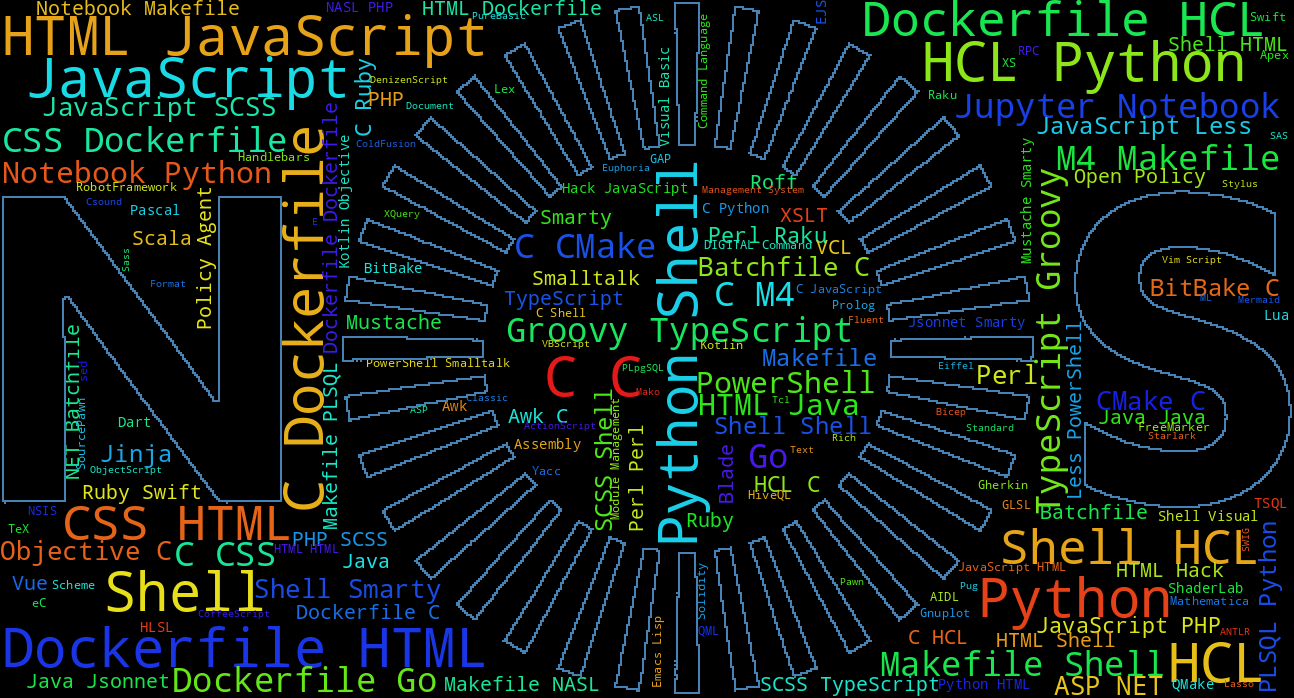 Notebook Makefile
NASL PHP
HTML Dockerfile
PureBasic
ASL
EJS
Dockerfile HCL
Swift
HTML JavaScript
Command Language
Visual Basic
HCL Python
RPC
XS
Shell HTML
Apex
JavaScript
C Ruby
DenizenScript
PHP
Document
Lex
Raku
Jupyter Notebook
JavaScript SCSS
JavaScript Less
SAS
CSS Dockerfile
Handlebars
ColdFusion
Kotlin Objective
Dockerfile Dockerfile
C Dockerfile
GAP
Euphoria
Mustache Smarty
M4 Makefile
Notebook Python
RobotFramework
Csound
Pascal
Hack JavaScript
Management System
Roff
Open Policy
Stylus
Policy Agent
Scala
Sass
Format
E
XQuery
Smarty
C Python
XSLT
Python Shell
C CMake
Perl Raku
DIGITAL Command
VCL
TypeScript Groovy
BitBake
Smalltalk
Batchfile C
Vim Script
BitBake C
ML
Mermaid
Lua
TypeScript
C Shell
C M4
C JavaScript
Prolog
Fluent
Mustache
Groovy TypeScript
Jsonnet Smarty
VBScript
Kotlin
NET Batchfile
Sed
SourcePawn
PowerShell Smalltalk
C C
PLpgSQL
Mako
Makefile
Eiffel
Perl
Less PowerShell
PowerShell
Makefile PLSQL
ASP
Awk
Classic
Awk C
ActionScript
HTML Java
Tcl
Bicep
CMake C
Java Java
FreeMarker
Starlark
Dart
Jinja
ObjectScript
Assembly
SCSS Shell
Module Management
Perl Perl
Shell Shell
Rich
Standard
Go
Text
Blade
Yacc
HCL C
HiveQL
Gherkin
Ruby Swift
GLSL
TSQL
NSIS
TeX
CSS HTML
Ruby
Batchfile
Shell Visual
Objective C
C CSS
HTML HTML
PHP SCSS
Java
Shell HCL
SWIG
PLSQL Python
Vue
Scheme
eC
Shell
Shell Smarty
CoffeeScript
Dockerfile C
Solidity
Pawn
JavaScript HTML
HTML Hack
Pug
AIDL
Gnuplot
Python
ShaderLab
Mathematica
HLSL
Dockerfile HTML
Emacs Lisp
QML
C HCL
HTML Shell
JavaScript PHP
ANTLR
Java Jsonnet
Dockerfile Go
Makefile NASL
SCSS TypeScript
Makefile Shell
Python HTML
ASP NET
HCL
QMake
Lasso